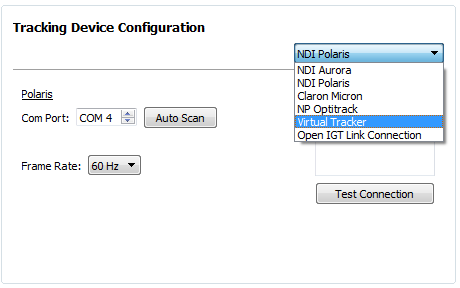 Tracking Device Configuration
NDI Polaris
NDI Aurora
NDI Polaris
Claron Micron
NP Optitrack
Virtual Tracker
Open IGT Link Connection
Polaris
Com Port: COM 4 Auto Scan
Frame Rate: 60 Hz
Test Connection